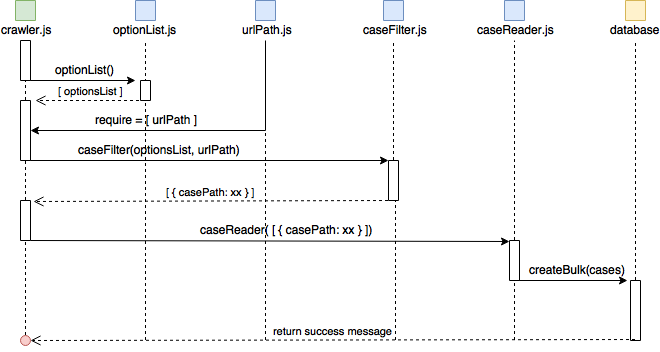 crawler.js
optionList.js
urlPath.js
caseFilter.js
caseReader.js
database
optionList()
[ optionsList ]
require = [ urlPath ]
caseFilter(optionsList, urlPath)
[ { casePath: xx } ]
caseReader( [ { casePath: xx } ])
createBulk(cases)
return success message